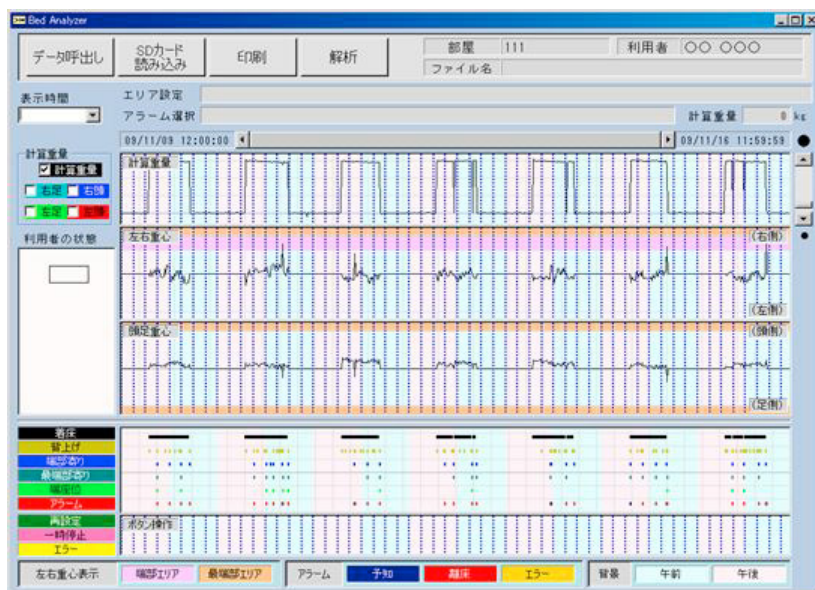 Bed Analyzer
データ呼出し
SDカード
読み込み
印刷
解析
部屋 111
利用者 ○○ ○○○
ファイル名
表示時間
エリア設定
アラーム選択
計算重量 0 kg
09/11/09 12:00:00
09/11/16 11:59:59
計算重量
計算重量
右足 右頭
左足 左頭
利用者の状態
計算重量
左右重心
(右側)
(左側)
頭足重心
(頭側)
(足側)
着床
背上げ
端部寄り
最端部寄り
端座位
アラーム
再設定
一時停止
エラー
ボタン操作
左右重心表示 端部エリア 最端部エリア
アラーム 予知 離床 エラー
背景 午前 午後